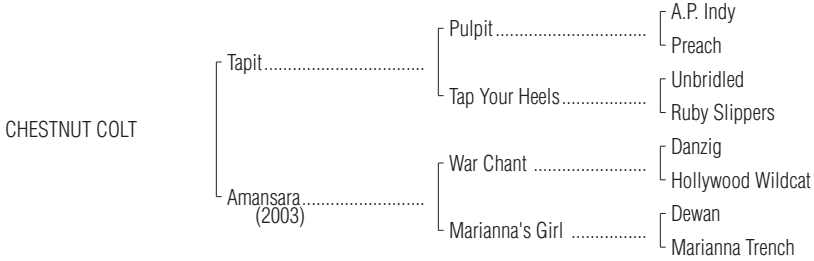 A.P. Indy
Pulpit................................
Preach
Tapit..................................
Unbridled
Tap Your Heels..................
Ruby Slippers
CHESTNUT COLT
Danzig
War Chant ........................
Hollywood Wildcat
Amansara..........................
(2003)
Dewan
Marianna's Girl ................
Marianna Trench